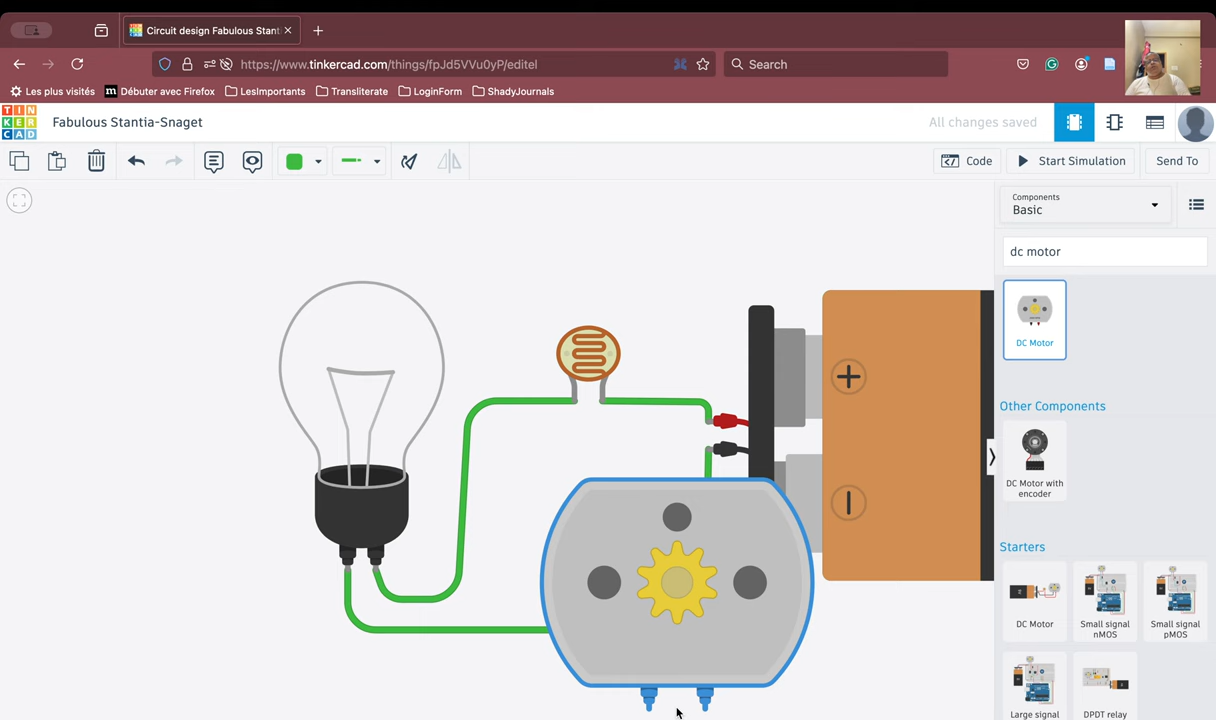 Circuit design Fabulous Stant
https://www.tinkercad.com/things/fpJd5VVu0yP/editel
Search
Les plus visités
Débuter avec Firefox
LesImportants
Transliterate
LoginForm
ShadyJournals
TIN
KER
CAD
Fabulous Stantia-Snaget
All changes saved
Code
Start Simulation
Send To
Components
Basic
dc motor
DC Motor
Other Components
DC Motor with
encoder
Starters
DC Motor
Small signal
nMOS
Small signal
pMOS
Large signal
DPDT relay